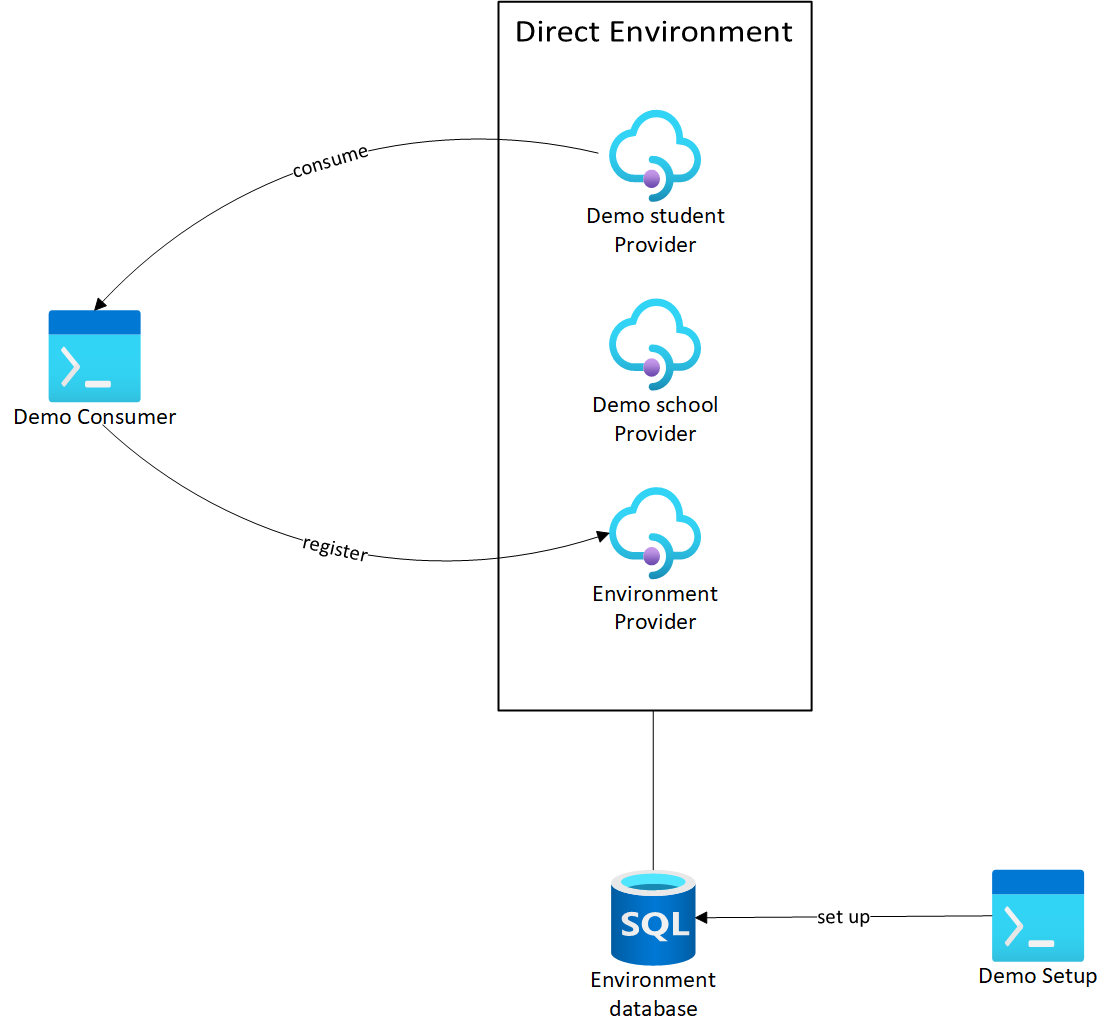 Direct Environment
consume
Demo student
Provider
Demo school
Provider
Demo Consumer
register
Environment
Provider
SQL
set up
Environment
database
Demo Setup